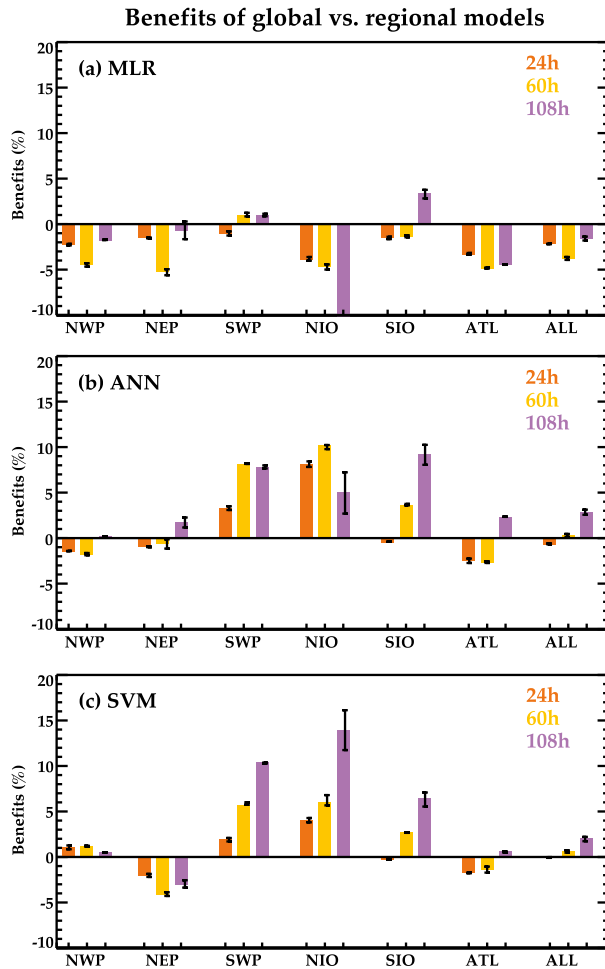 Benefits of global vs. regional models
20
(a) MLR
24h
60h
108h
15
10
5
0
-5
-10
Benefits (%)
NWP NEP SWP NIO SIO ATL ALL
20
(b) ANN
24h
60h
108h
15
10
5
0
-5
-10
Benefits (%)
NWP NEP SWP NIO SIO ATL ALL
20
(c) SVM
24h
60h
108h
15
10
5
0
-5
-10
Benefits (%)
NWP NEP SWP NIO SIO ATL ALL